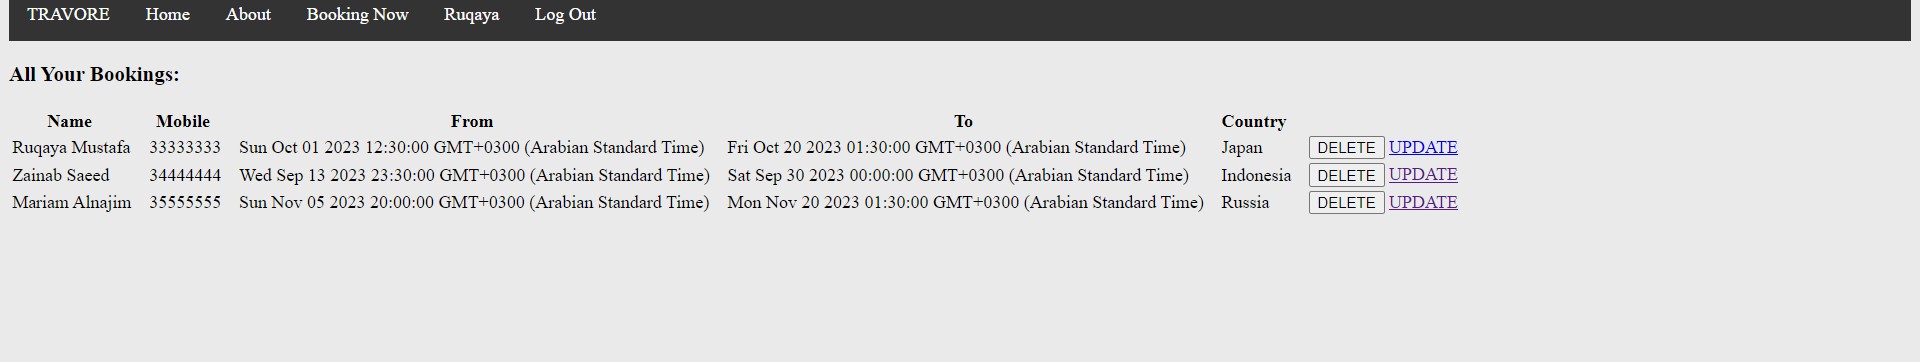 TRAVORE Home About Booking Now Ruqaya Log Out
All Your Bookings:
Name Mobile From To Country
Ruqaya Mustafa 33333333 Sun Oct 01 2023 12:30:00 GMT+0300 (Arabian Standard Time) Fri Oct 20 2023 01:30:00 GMT+0300 (Arabian Standard Time) Japan DELETE UPDATE
Zainab Saeed 34444444 Wed Sep 13 2023 23:30:00 GMT+0300 (Arabian Standard Time) Sat Sep 30 2023 00:00:00 GMT+0300 (Arabian Standard Time) Indonesia DELETE UPDATE
Mariam Alnajim 35555555 Sun Nov 05 2023 20:00:00 GMT+0300 (Arabian Standard Time) Mon Nov 20 2023 01:30:00 GMT+0300 (Arabian Standard Time) Russia DELETE UPDATE